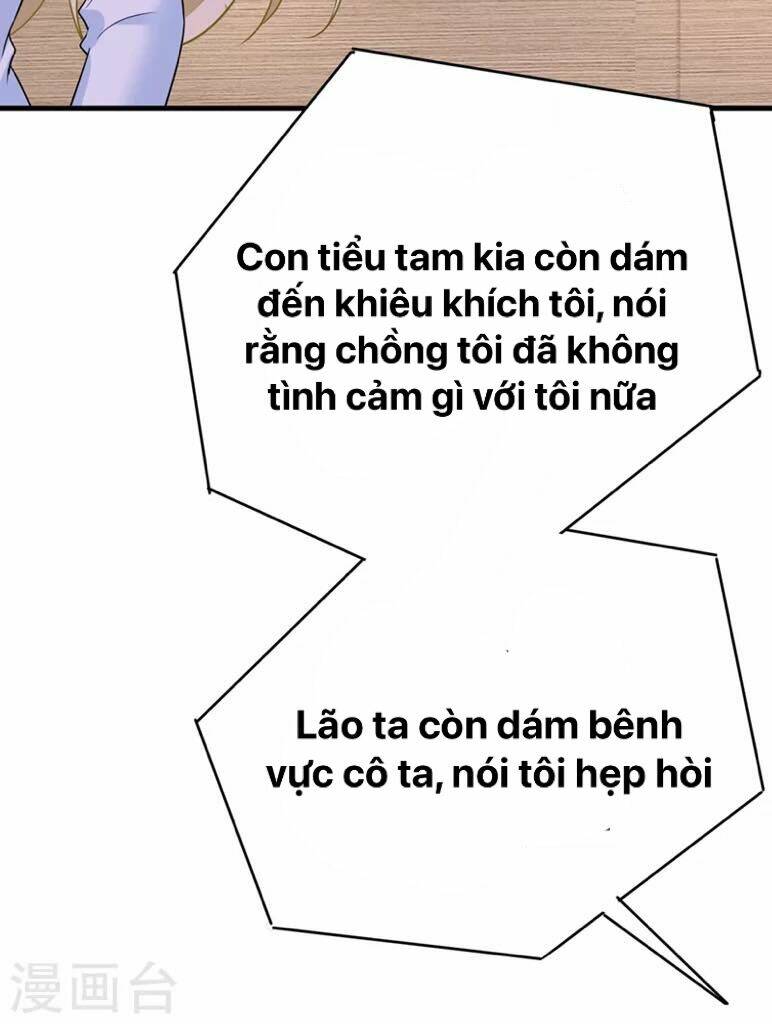 Con tiểu tam kia còn dám
đến khiêu khích tôi, nói
rằng chồng tôi đã không
tình cảm gì với tôi nữa
Lão ta còn dám bênh
vực cô ta, nói tôi hẹp hòi
漫画台